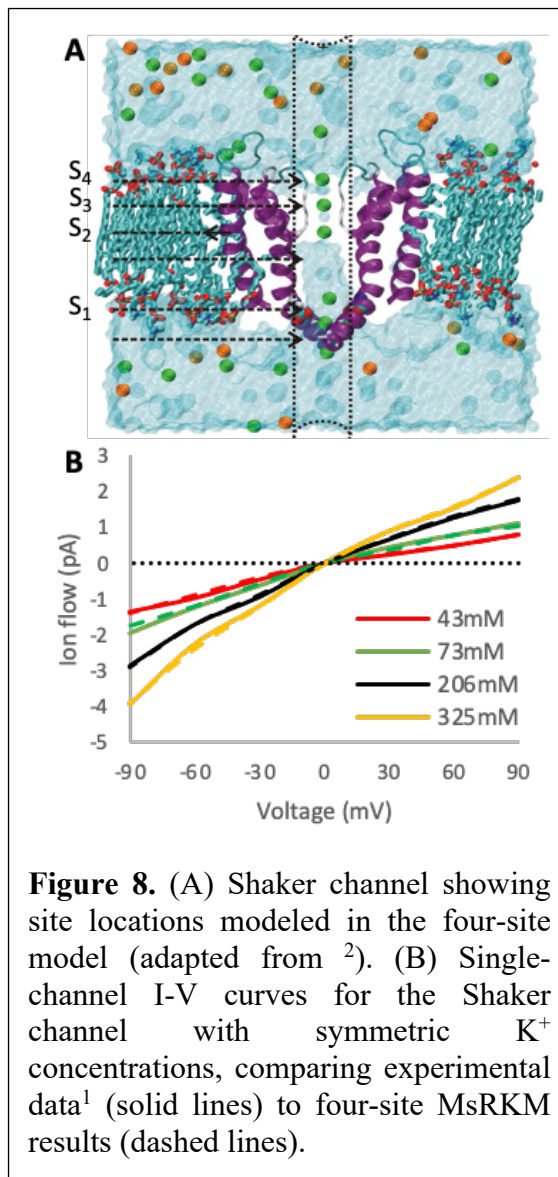 A
S4
S3
S2
S1
B
3
2
1
0
-1
-2
-3
-4
-5
Ion flow (pA)
43mM
73mM
206mM
325mM
-90 -60 -30 0 30 60 90
Voltage (mV)
Figure 8. (A) Shaker channel showing
site locations modeled in the four-site
model (adapted from ²). (B) Single-
channel I-V curves for the Shaker
channel with symmetric K⁺
concentrations, comparing experimental
data¹ (solid lines) to four-site MsRKM
results (dashed lines).